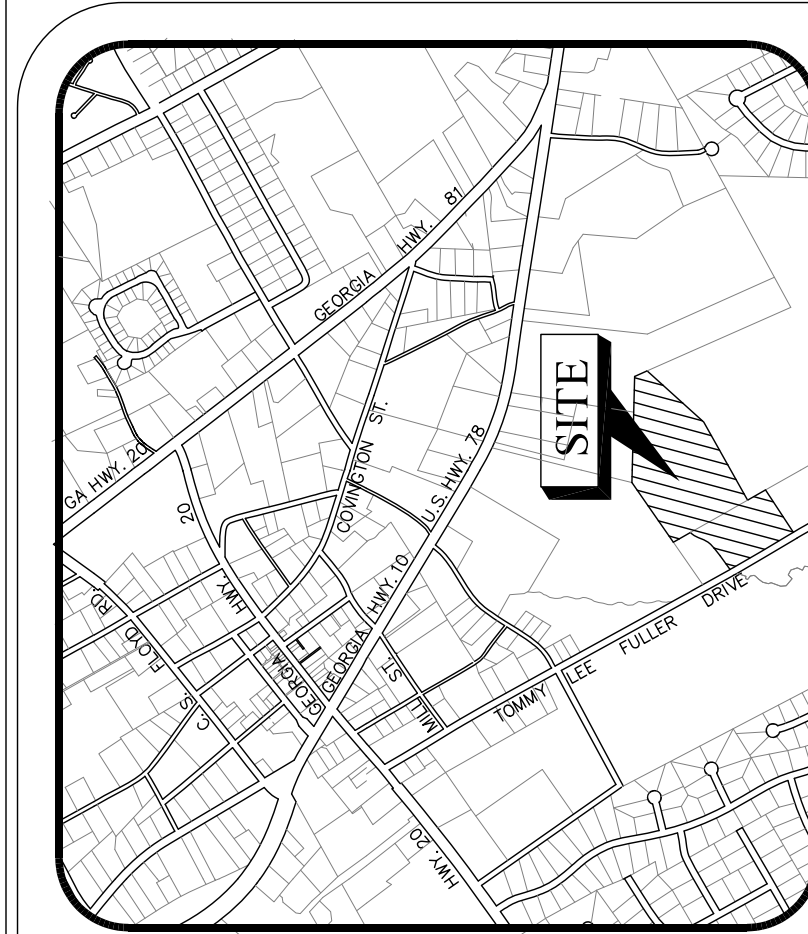 GEORGIA HWY. 81
GA HWY. 20
COVINGTON ST.
U.S. HWY. 78
SITE
GEORGIA HWY. 20
GEORGIA HWY. 10
C. S. FLOYD RD.
MILL ST.
TOMMY LEE FULLER DRIVE
HWY. 20